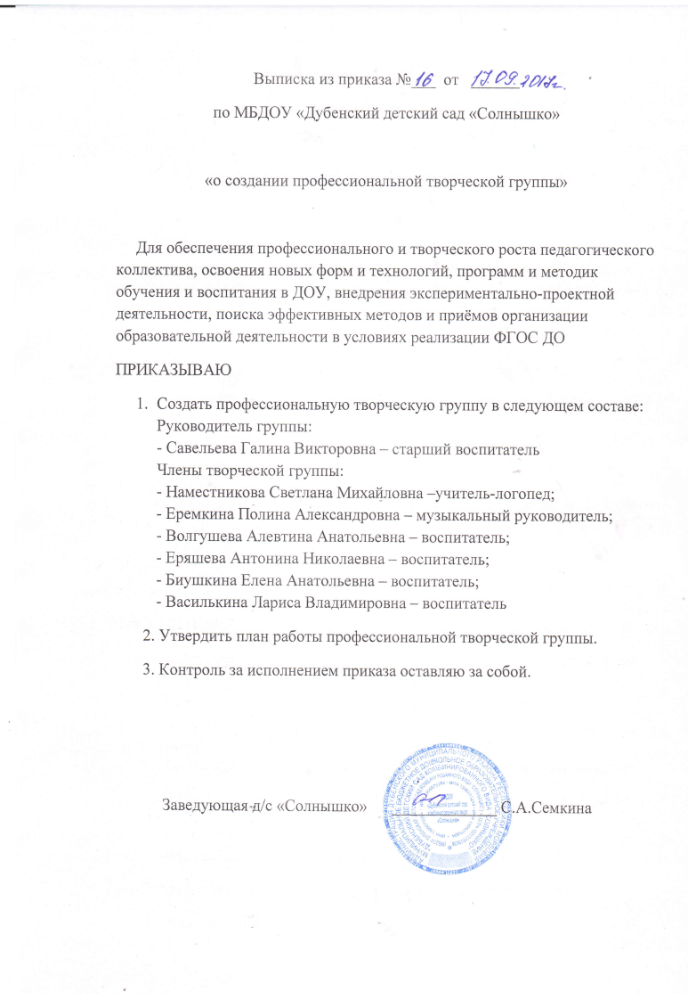 Выписка из приказа № 16 от 17.09.2017г.
по МБДОУ «Дубенский детский сад «Солнышко»
«о создании профессиональной творческой группы»
Для обеспечения профессионального и творческого роста педагогического
коллектива, освоения новых форм и технологий, программ и методик
обучения и воспитания в ДОУ, внедрения экспериментально-проектной
деятельности, поиска эффективных методов и приёмов организации
образовательной деятельности в условиях реализации ФГОС ДО
ПРИКАЗЫВАЮ
1. Создать профессиональную творческую группу в следующем составе:
Руководитель группы:
- Савельева Галина Викторовна – старший воспитатель
Члены творческой группы:
- Наместникова Светлана Михайловна –учитель-логопед;
- Еремкина Полина Александровна – музыкальный руководитель;
- Волгушева Алевтина Анатольевна – воспитатель;
- Еряшева Антонина Николаевна – воспитатель;
- Биушкина Елена Анатольевна – воспитатель;
- Василькина Лариса Владимировна – воспитатель
2. Утвердить план работы профессиональной творческой группы.
3. Контроль за исполнением приказа оставляю за собой.
Заведующая д/с «Солнышко» С.А.Семкина